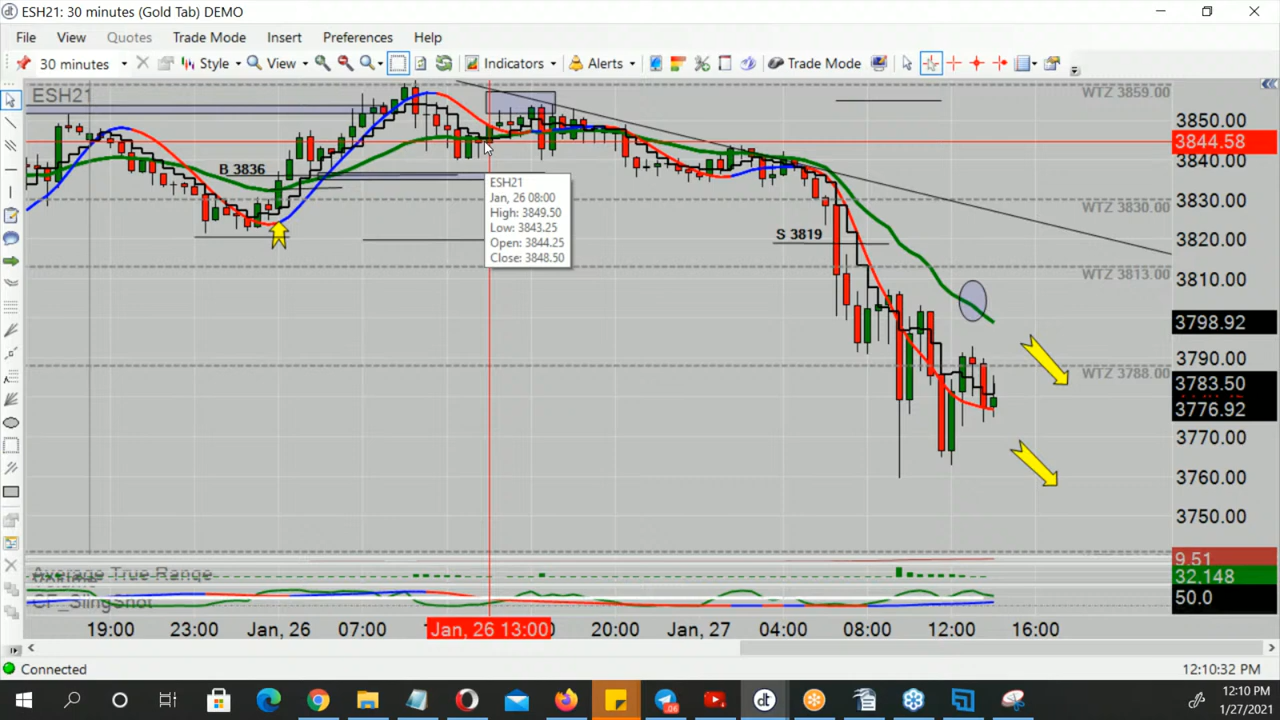 ESH21: 30 minutes (Gold Tab) DEMO
File View Quotes Trade Mode Insert Preferences Help
30 minutes Style View Indicators Alerts Trade Mode
ESH21
WTZ 3859.00
3850.00
3844.58
3840.00
B 3836
ESH21
Jan, 26 08:00
High: 3849.50
Low: 3843.25
Open: 3844.25
Close: 3848.50
3830.00
WTZ 3830.00
S 3819
3820.00
WTZ 3813.00
3810.00
3798.92
3790.00
WTZ 3788.00
3783.50
3776.92
3770.00
3760.00
3750.00
9.51
Average True Range
32.148
CF_SlingShot
50.0
19:00 23:00 Jan, 26 07:00 Jan, 26 13:00 20:00 Jan, 27 04:00 08:00 12:00 16:00
Connected
12:10:32 PM
12:10 PM
1/27/2021